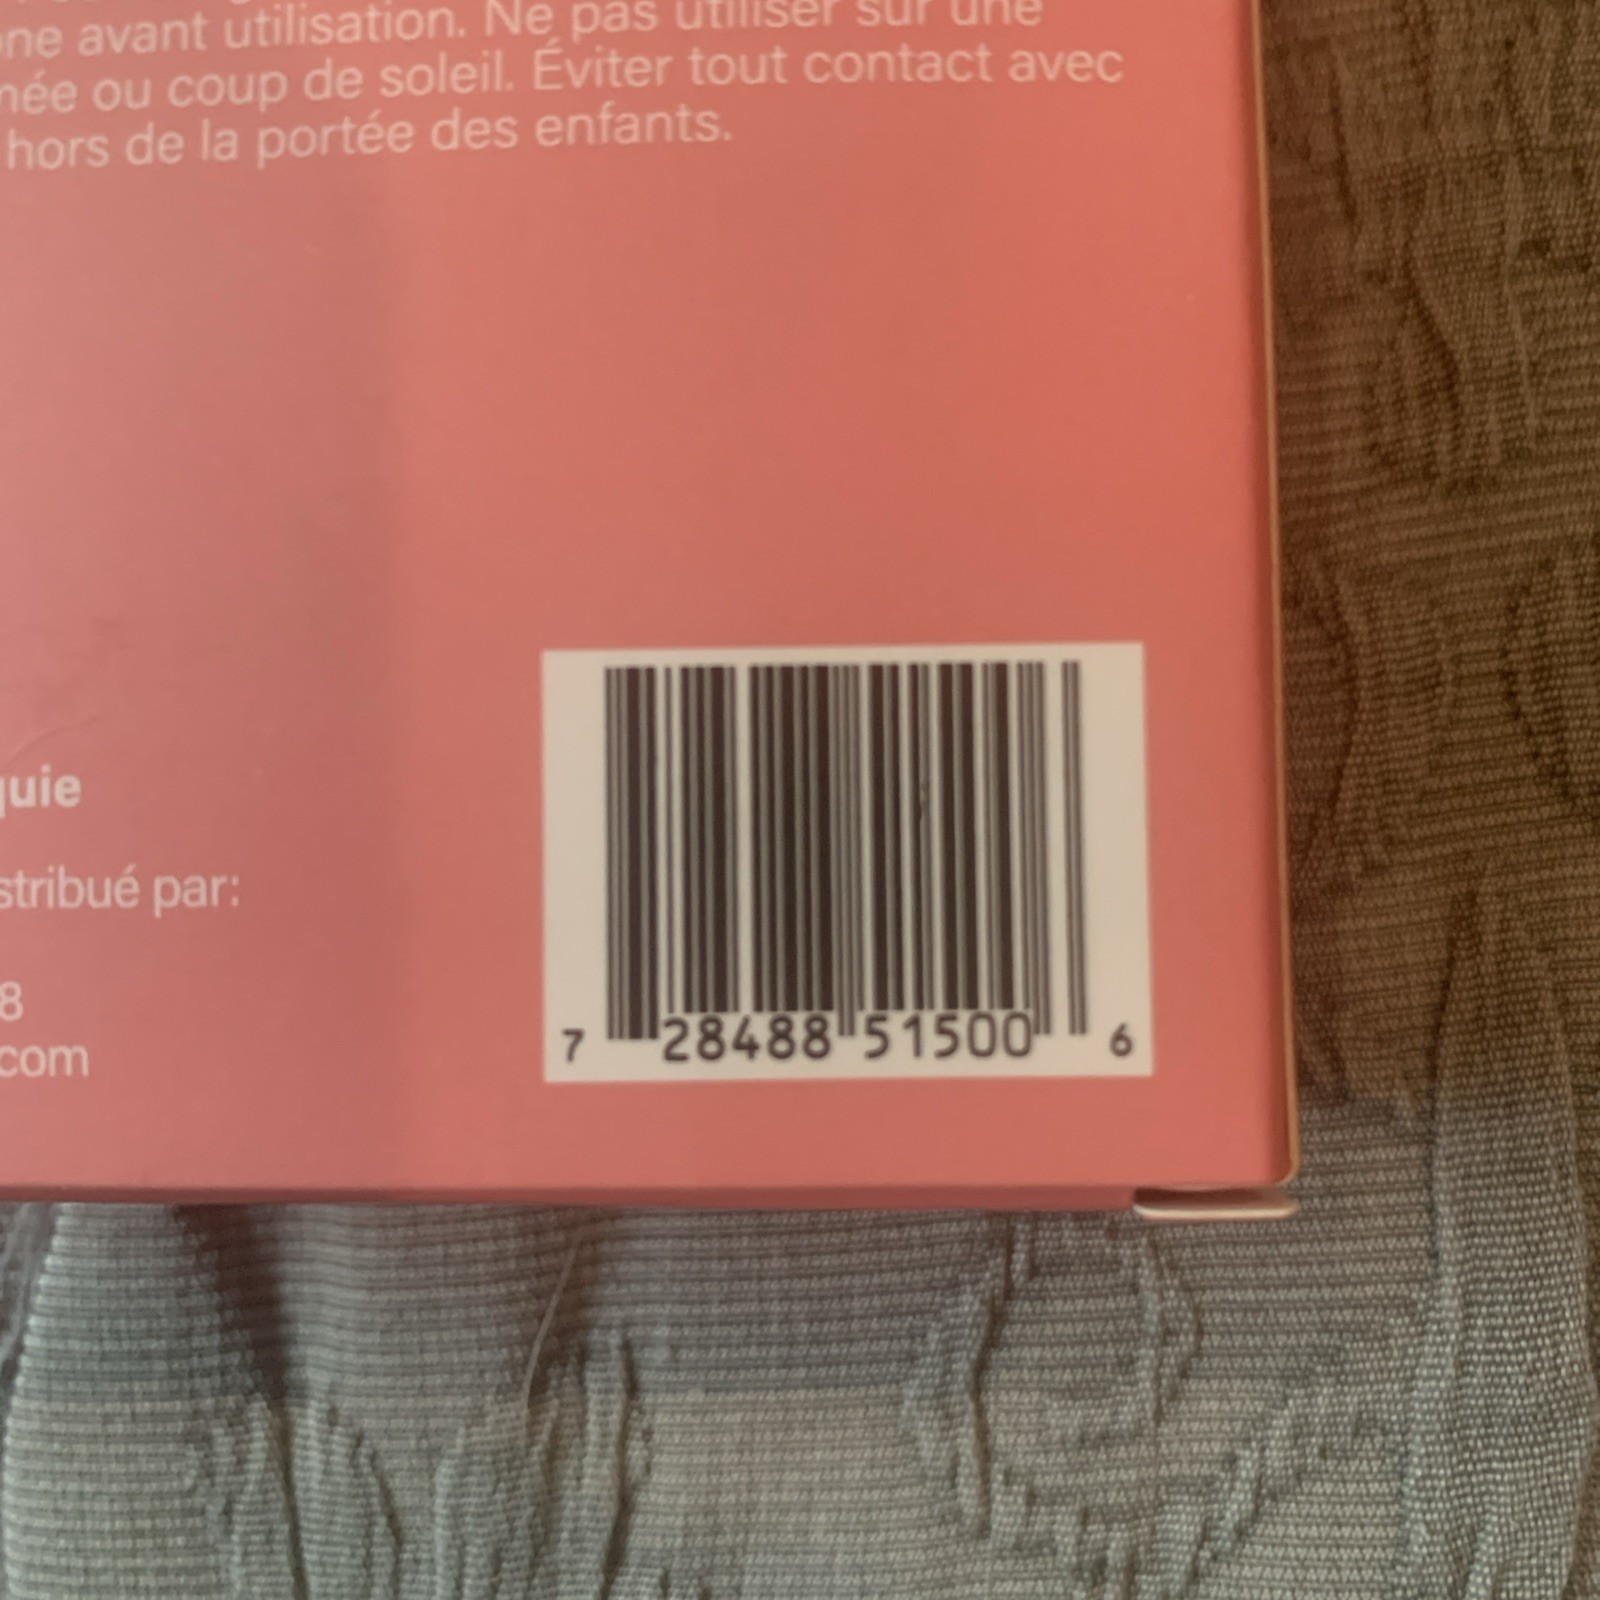 one avant utilisation. Ne pas utiliser sur une
ou coup de soleil. Éviter tout contact avec
hors de la portée des enfants.
quie
stribué par:
8
.com
7 28488 51500 6